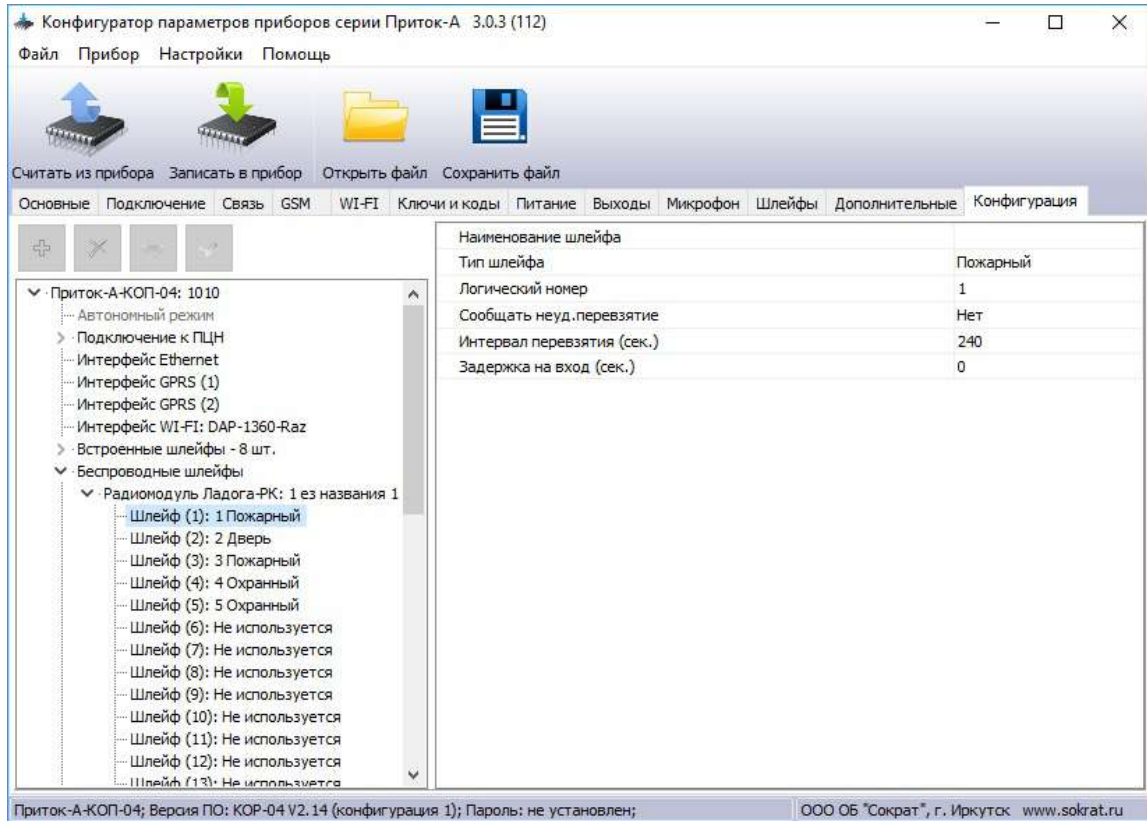 Конфигуратор параметров приборов серии Приток-А 3.0.3 (112)
Файл Прибор Настройки Помощь
Считать из прибора Записать в прибор Открыть файл Сохранить файл
Основные Подключение Связь GSM WI-FI Ключи и коды Питание Выходы Микрофон Шлейфы Дополнительные Конфигурация
Приток-А-КОП-04: 1010
Автономный режим
Подключение к ПЦН
Интерфейс Ethernet
Интерфейс GPRS (1)
Интерфейс GPRS (2)
Интерфейс WI-FI: DAP-1360-Raz
Встроенные шлейфы - 8 шт.
Беспроводные шлейфы
Радиомодуль Ладога-РК: 1 ез названия 1
Шлейф (1): 1 Пожарный
Шлейф (2): 2 Дверь
Шлейф (3): 3 Пожарный
Шлейф (4): 4 Охранный
Шлейф (5): 5 Охранный
Шлейф (6): Не используется
Шлейф (7): Не используется
Шлейф (8): Не используется
Шлейф (9): Не используется
Шлейф (10): Не используется
Шлейф (11): Не используется
Шлейф (12): Не используется
Шлейф (13): Не используется
Наименование шлейфа
Тип шлейфа Пожарный
Логический номер 1
Сообщать неуд.перевзятие Нет
Интервал перевзятия (сек.) 240
Задержка на вход (сек.) 0
Приток-А-КОП-04; Версия ПО: KOP-04 V2.14 (конфигурация 1); Пароль: не установлен;
ООО ОБ "Сократ", г. Иркутск www.sokrat.ru